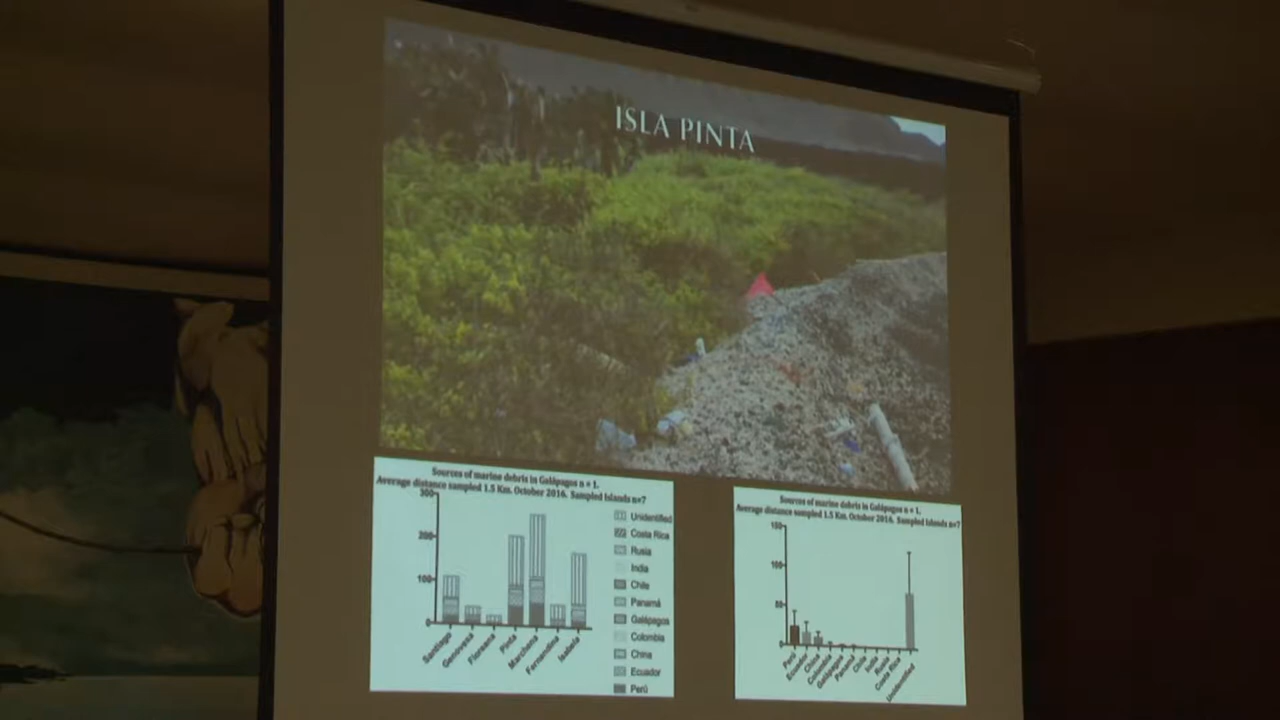 ISLA PINTA
Sources of marine debris in Galápagos n = 1.
Average distance sampled 1.5 Km. October 2016. Sampled Islands n=7
300
200
100
0
Santiago
Genovesa
Floreana
Pinta
Marchena
Fernandina
Isabela
Unidentified
Costa Rica
Rusia
India
Chile
Panamá
Galápagos
Colombia
China
Ecuador
Perú
Sources of marine debris in Galápagos n = 1.
Average distance sampled 1.5 Km. October 2016. Sampled Islands n=7
150
100
50
Perú
Ecuador
China
Colombia
Galápagos
Panamá
Chile
India
Rusia
Costa Rica
Unidentified